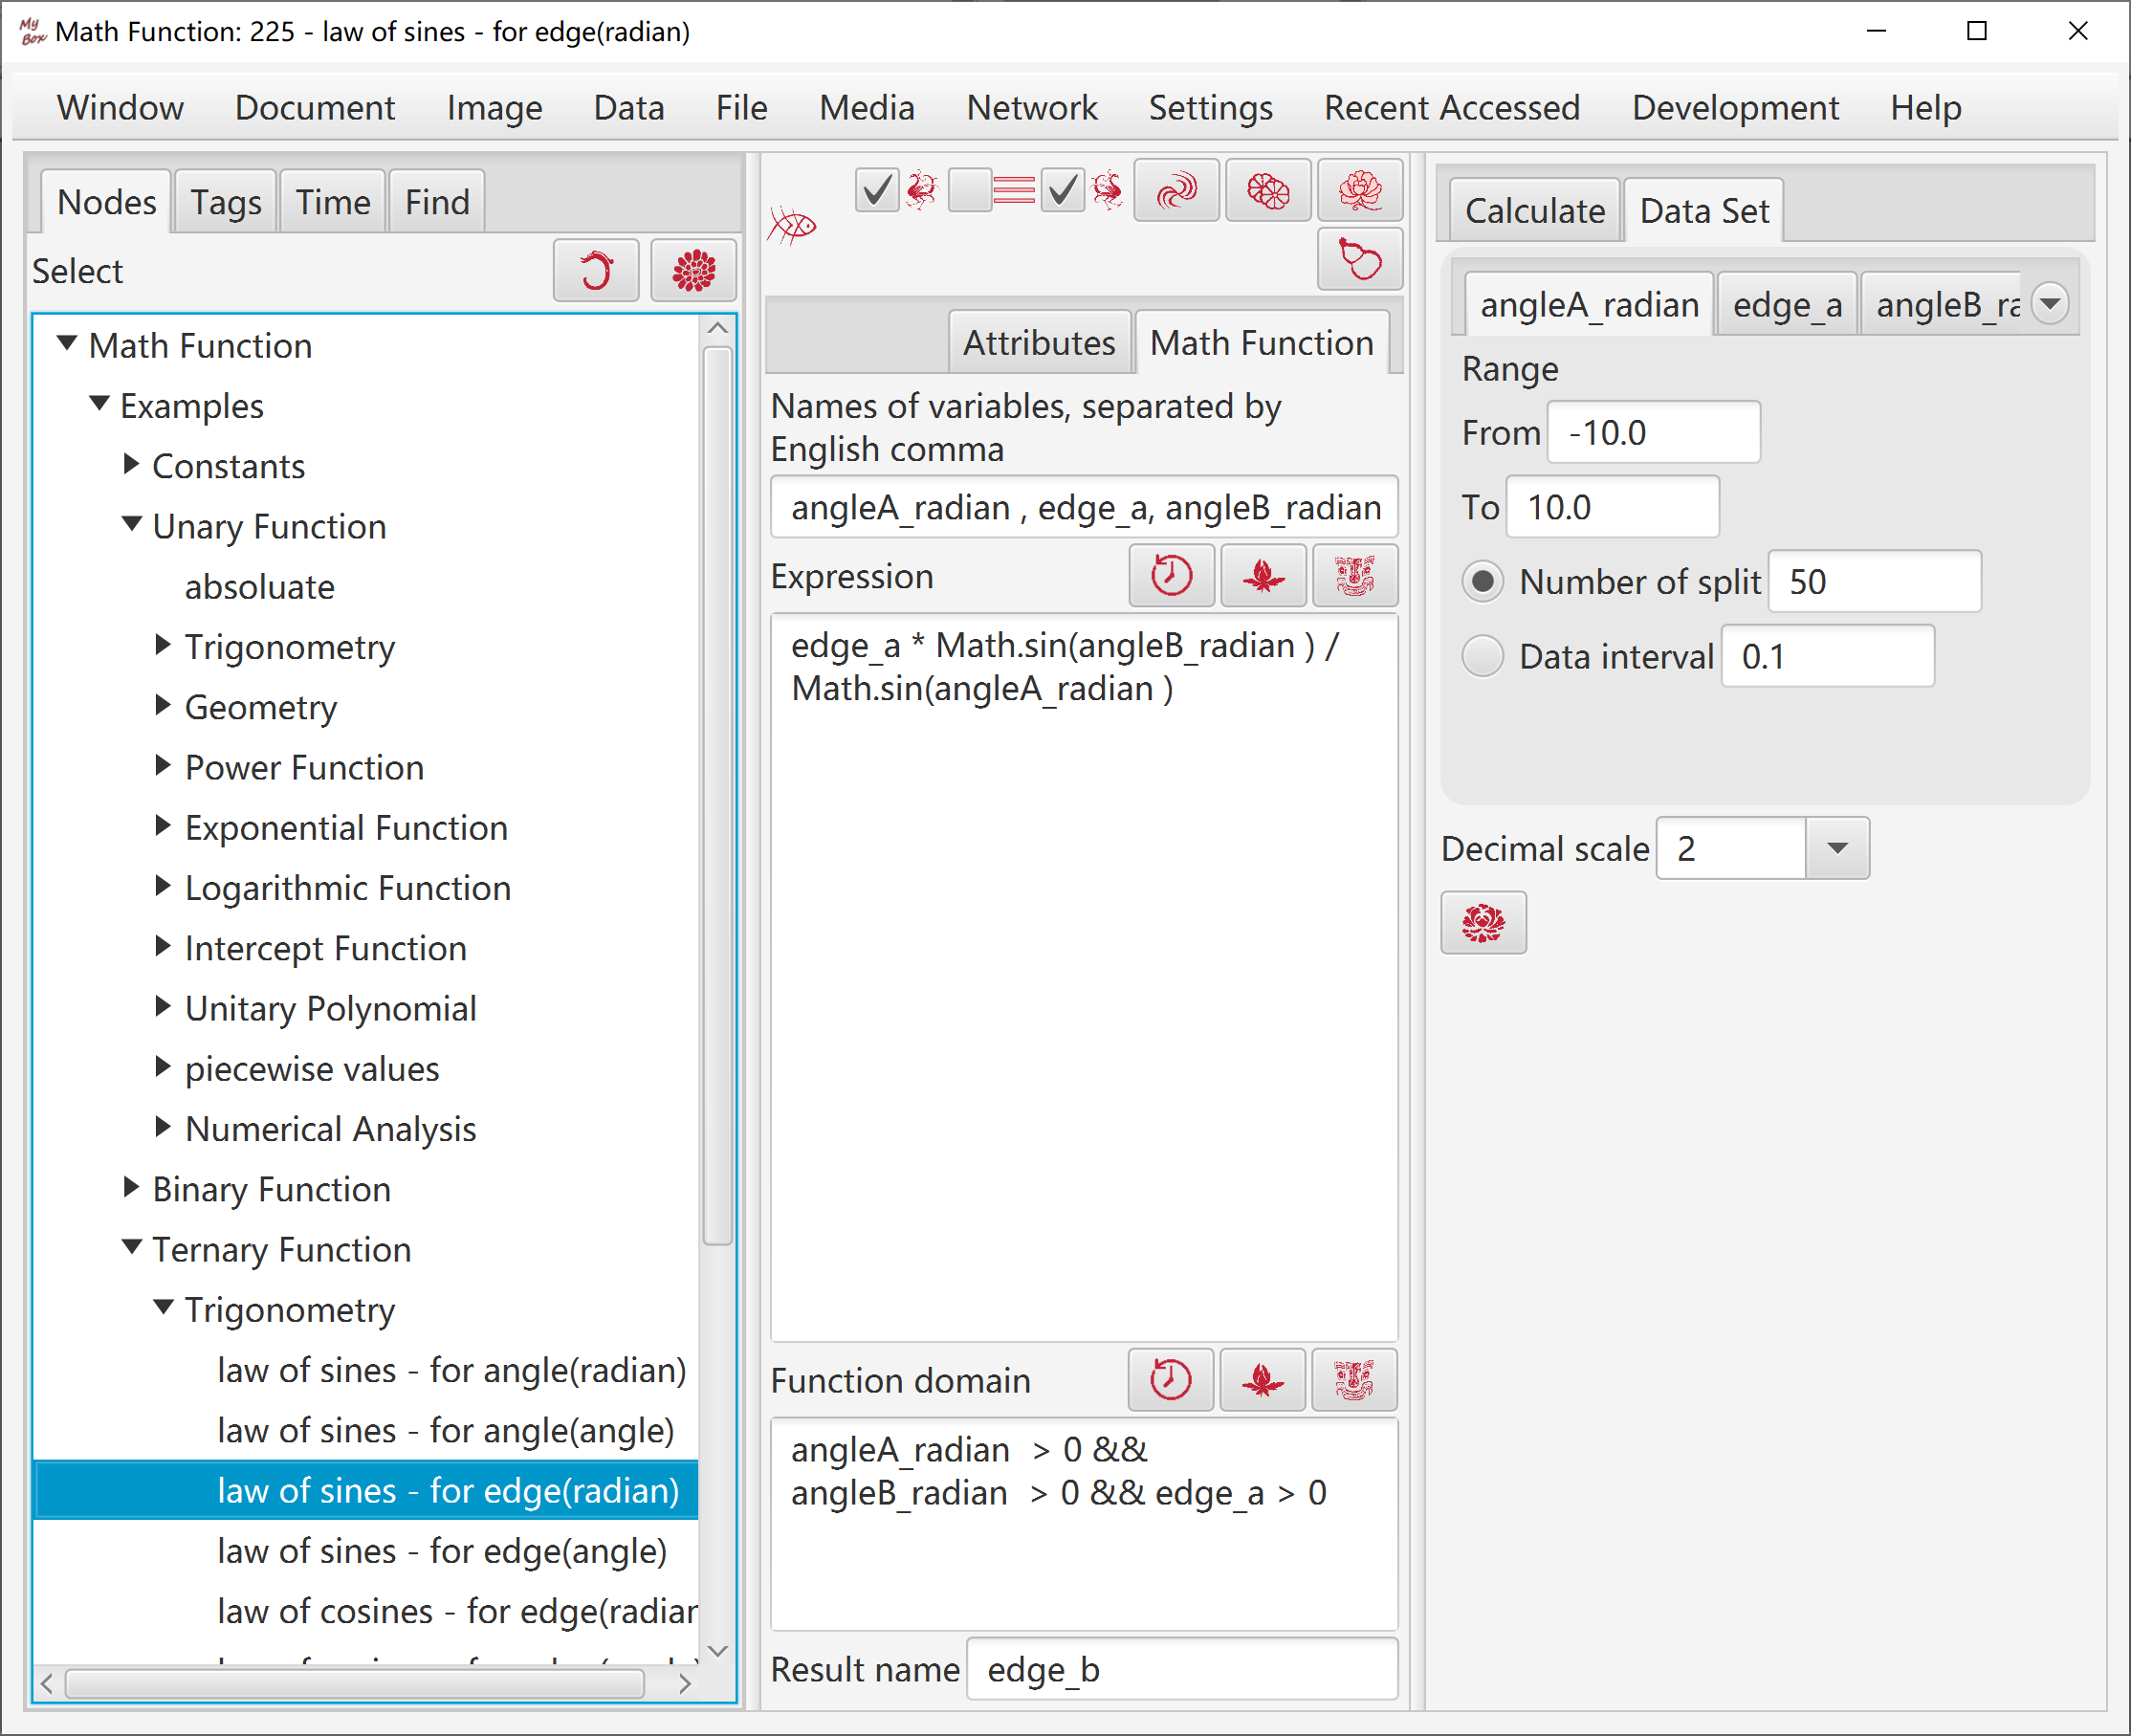 My Box
Math Function: 225 - law of sines - for edge(radian)
Window Document Image Data File Media Network Settings Recent Accessed Development Help
Nodes Tags Time Find
Select
Math Function
Examples
Constants
Unary Function
absoluate
Trigonometry
Geometry
Power Function
Exponential Function
Logarithmic Function
Intercept Function
Unitary Polynomial
piecewise values
Numerical Analysis
Binary Function
Ternary Function
Trigonometry
law of sines - for angle(radian)
law of sines - for angle(angle)
law of sines - for edge(radian)
law of sines - for edge(angle)
law of cosines - for edge(radian
Attributes Math Function
Names of variables, separated by
English comma
angleA_radian , edge_a, angleB_radian
Expression
edge_a * Math.sin(angleB_radian ) /
Math.sin(angleA_radian )
Function domain
angleA_radian  > 0 &&
angleB_radian  > 0 && edge_a > 0
Result name edge_b
Calculate Data Set
angleA_radian edge_a angleB_ra
Range
From -10.0
To 10.0
Number of split 50
Data interval 0.1
Decimal scale 2